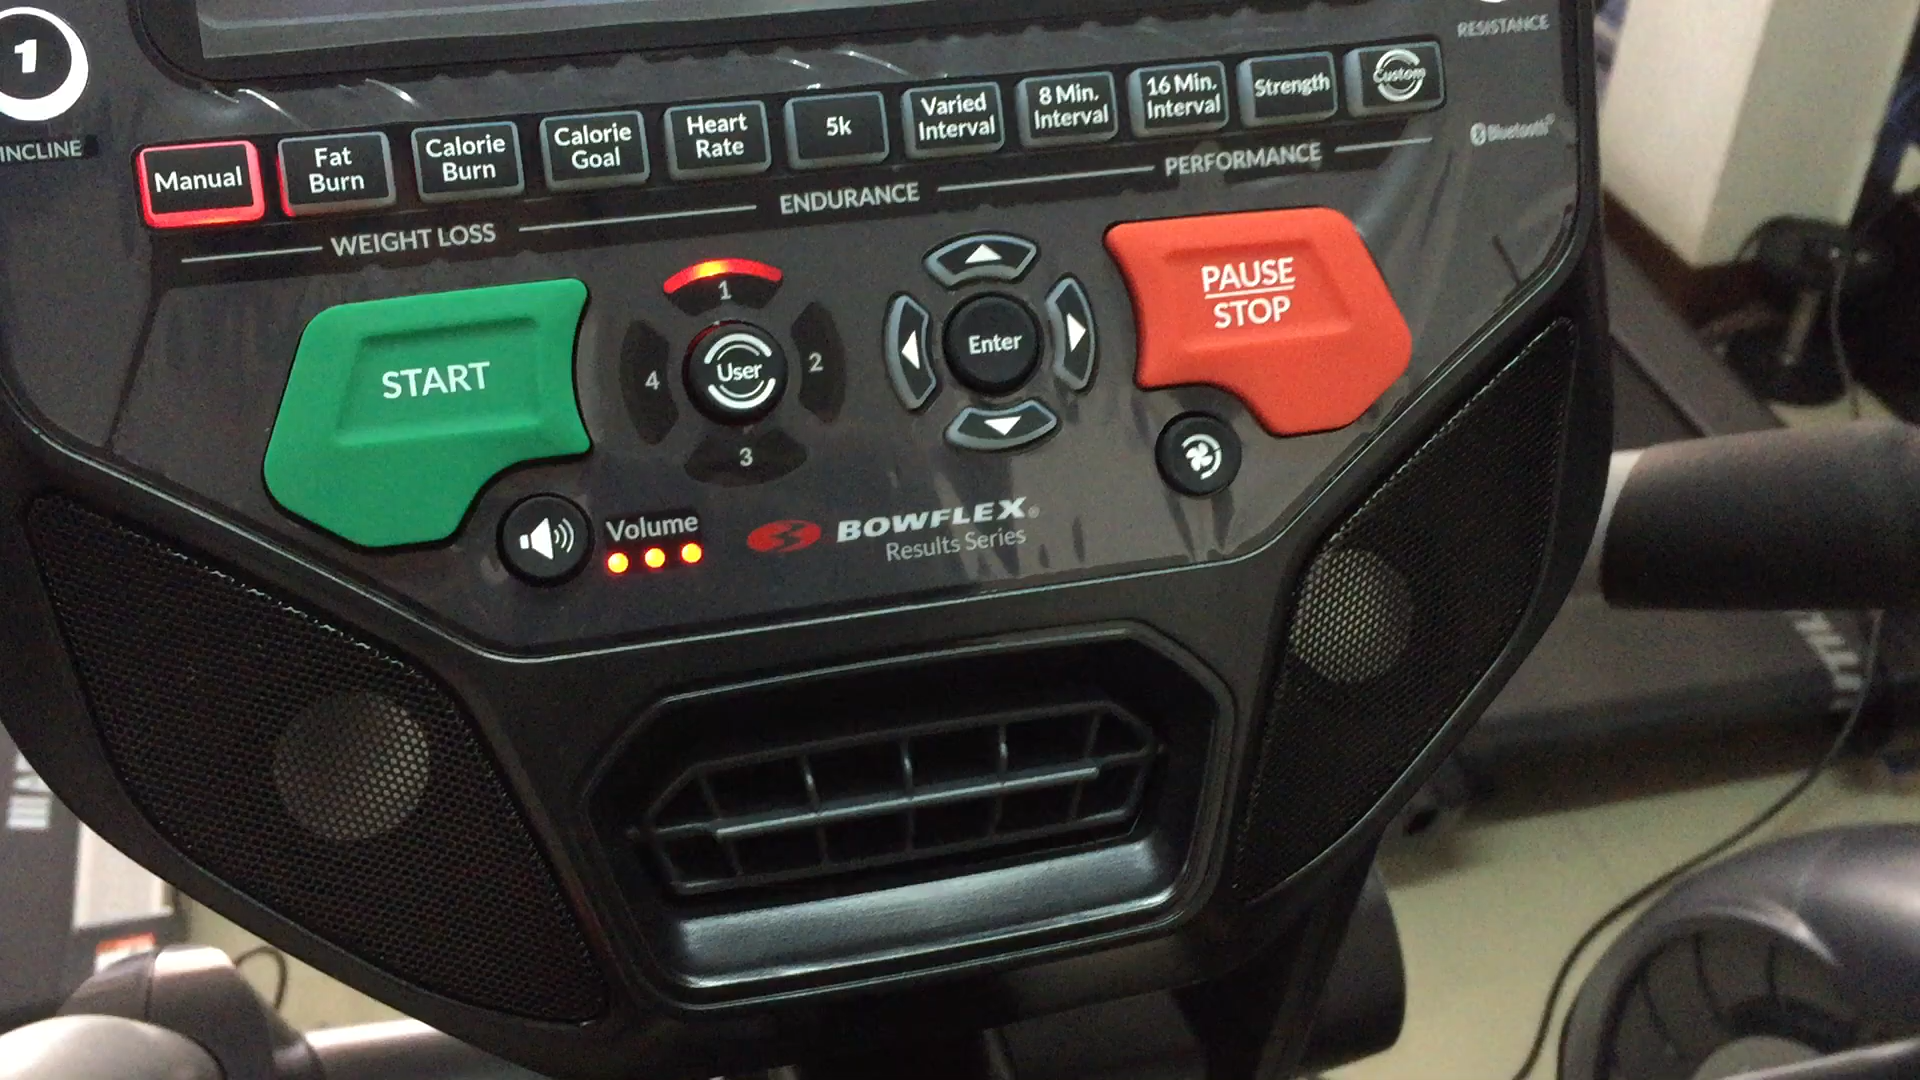 1
INCLINE
RESISTANCE
Manual
Fat
Burn
Calorie
Burn
Calorie
Goal
Heart
Rate
5k
Varied
Interval
8 Min.
Interval
16 Min.
Interval
Strength
Custom
Bluetooth®
WEIGHT LOSS
ENDURANCE
PERFORMANCE
START
1
User
2
3
4
Enter
PAUSE
STOP
Volume
BOWFLEX®
Results Series